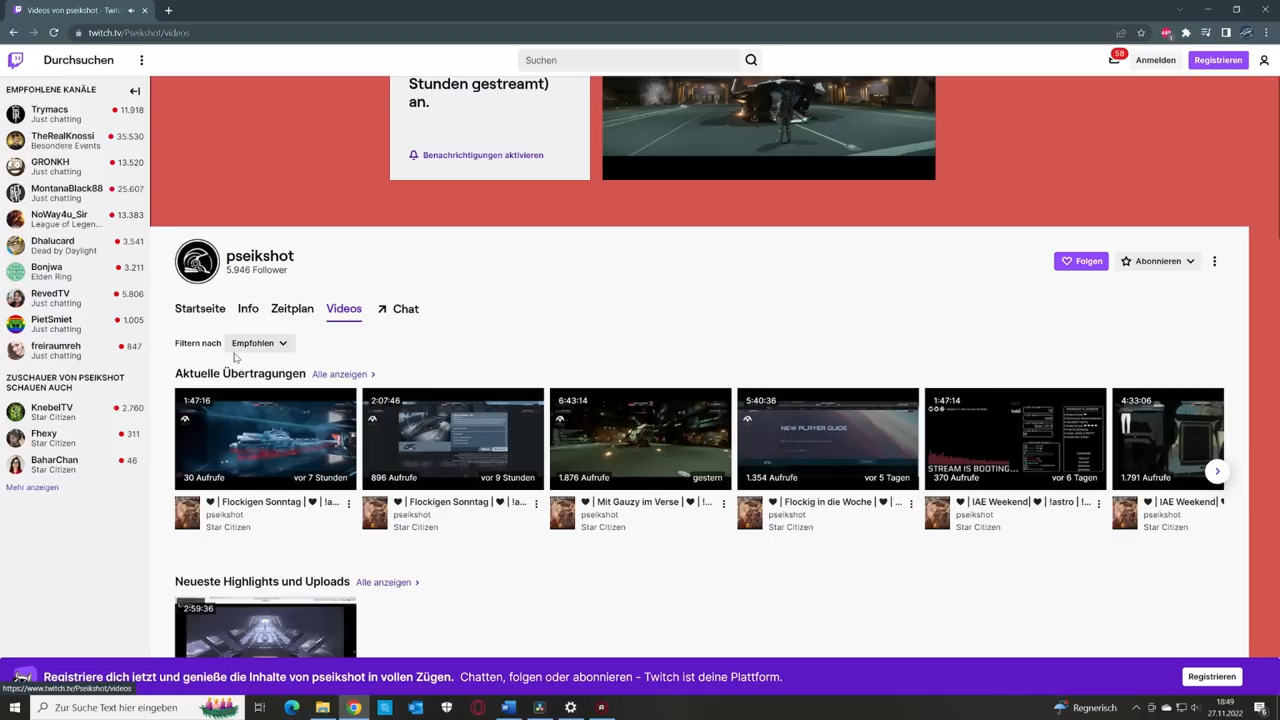 Videos von pseikshot - Twitc
twitch.tv/Pseikshot/videos
Durchsuchen
Suchen
58
Anmelden
Registrieren
EMPFOHLENE KANÄLE
Trymacs
11.918
Just chatting
TheRealKnossi
35.530
Besondere Events
GRONKH
13.520
Just chatting
MontanaBlack88
25.607
Just chatting
NoWay4u_Sir
13.383
League of Legen...
Dhalucard
3.541
Dead by Daylight
Bonjwa
3.211
Elden Ring
RevedTV
5.806
Just chatting
PietSmiet
1.005
Just chatting
freiraumreh
847
Just chatting
ZUSCHAUER VON PSEIKSHOT
SCHAUEN AUCH
KnebelTV
2.760
Star Citizen
Fhexy
311
Star Citizen
BaharChan
46
Star Citizen
Mehr anzeigen
Stunden gestreamt)
an.
Benachrichtigungen aktivieren
pseikshot
5.946 Follower
Folgen
Abonnieren
Startseite Info Zeitplan Videos Chat
Filtern nach Empfohlen
Aktuelle Übertragungen Alle anzeigen
1:47:16
30 Aufrufe vor 7 Stunden
♥ | Flockigen Sonntag | ♥ | !a...
pseikshot
Star Citizen
2:07:46
896 Aufrufe vor 9 Stunden
♥ | Flockigen Sonntag | ♥ | !a...
pseikshot
Star Citizen
6:43:14
1.876 Aufrufe gestern
♥ | Mit Gauzy im Verse | ♥ | !...
pseikshot
Star Citizen
5:40:36
NEW PLAYER GUIDE
1.354 Aufrufe vor 5 Tagen
♥ | Flockig in die Woche | ♥ | ...
pseikshot
Star Citizen
1:47:14
STREAM IS BOOTING...
370 Aufrufe vor 6 Tagen
♥ | IAE Weekend| ♥ | !astro | !...
pseikshot
Star Citizen
4:33:06
1.791 Aufrufe
♥ | IAE Weekend| ♥
pseikshot
Star Citizen
Neueste Highlights und Uploads Alle anzeigen
2:59:36
Registriere dich jetzt und genieße die Inhalte von pseikshot in vollen Zügen. Chatten, folgen oder abonnieren - Twitch ist deine Plattform.
Registrieren
https://www.twitch.tv/Pseikshot/videos
Zur Suche Text hier eingeben
Regnerisch
18:49
27.11.2022
6